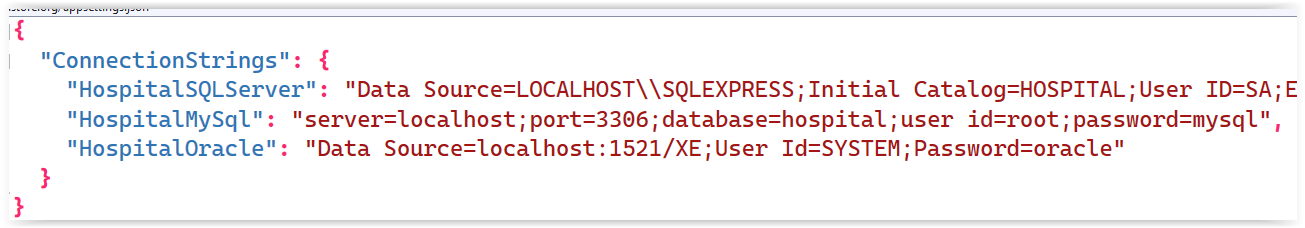 {
"ConnectionStrings": {
"HospitalSQLServer": "Data Source=LOCALHOST\\SQLEXPRESS;Initial Catalog=HOSPITAL;User ID=SA;E
"HospitalMySql": "server=localhost;port=3306;database=hospital;user id=root;password=mysql",
"HospitalOracle": "Data Source=localhost:1521/XE;User Id=SYSTEM;Password=oracle"
}
}